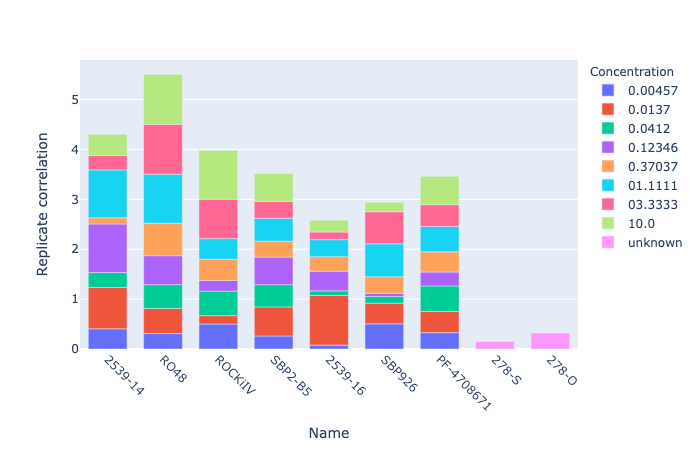 Concentration
0.00457
0.0137
0.0412
0.12346
0.37037
01.1111
03.3333
10.0
unknown
Replicate correlation
5
4
3
2
1
0
2539-14
RO48
ROCKiIV
SBP2-B5
2539-16
SBP926
PF-4708671
278-S
278-O
Name